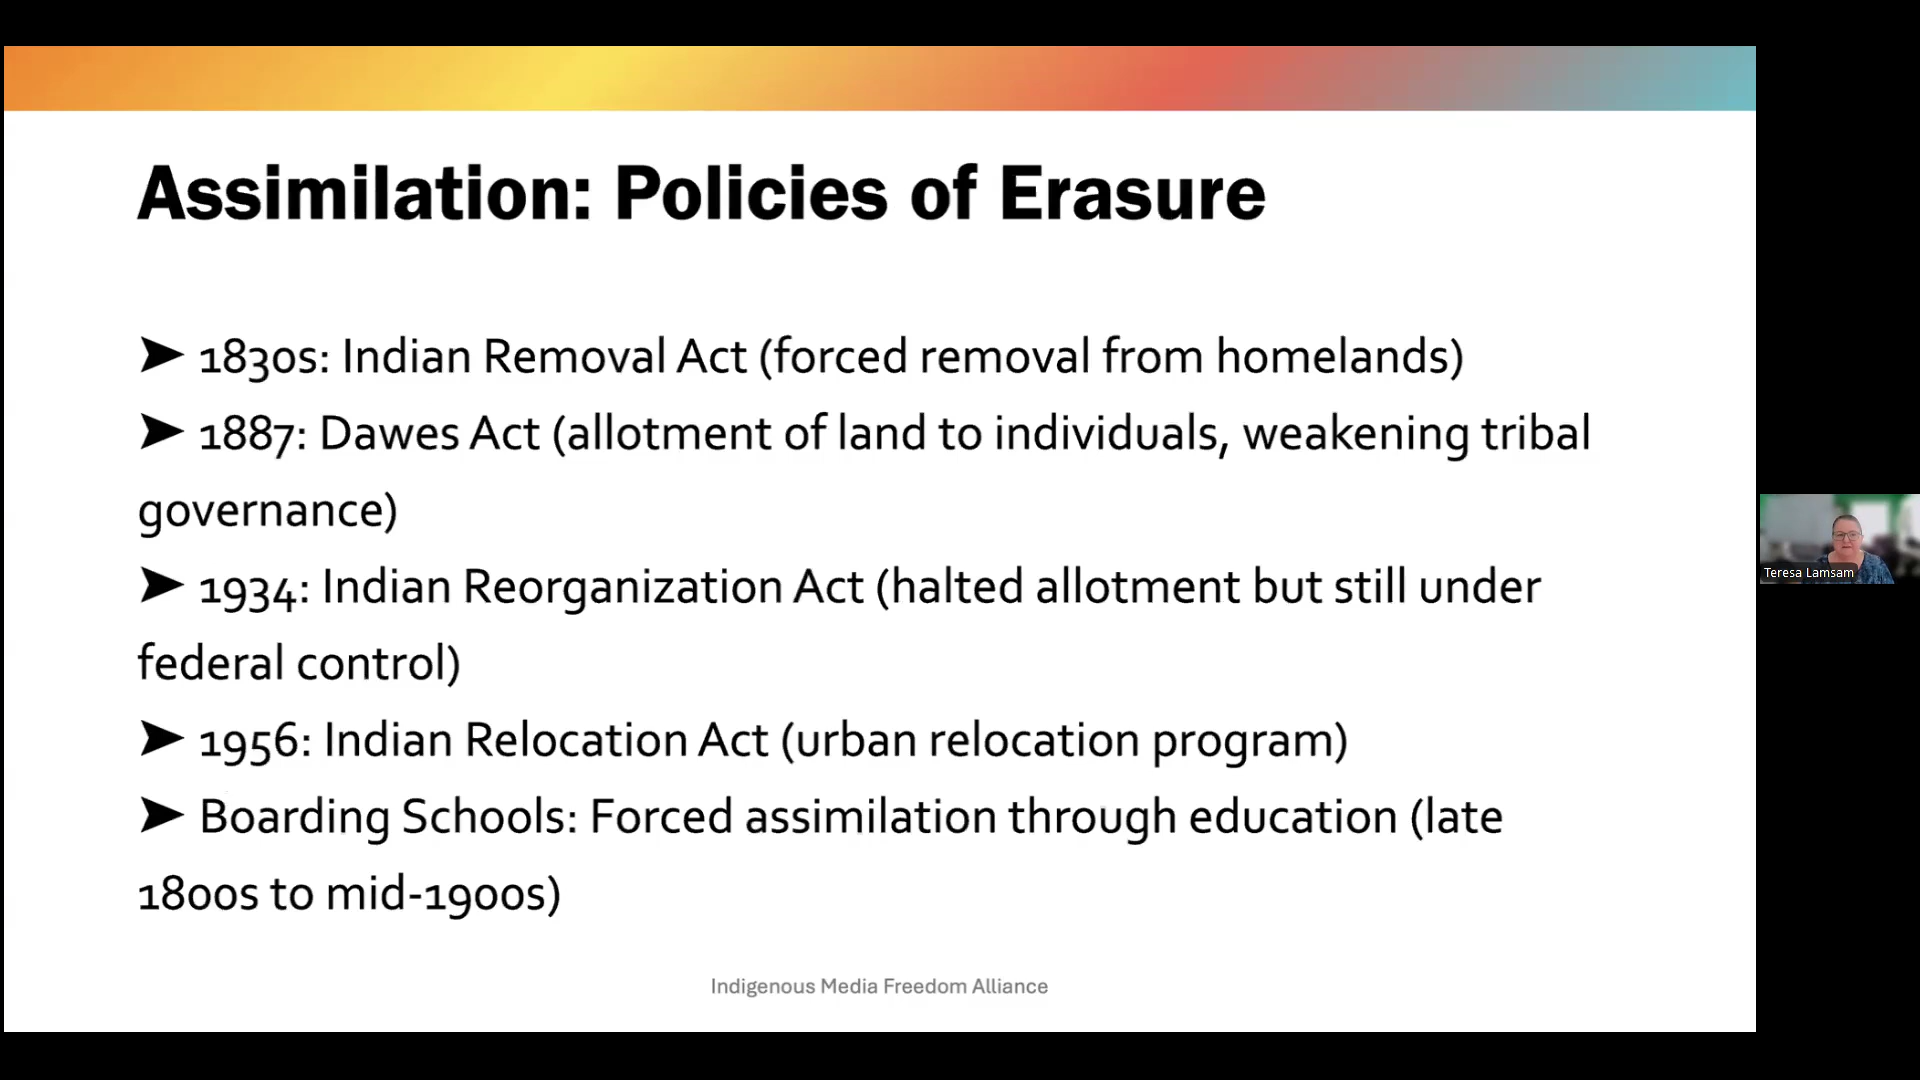 Assimilation: Policies of Erasure
➤ 1830s: Indian Removal Act (forced removal from homelands)
➤ 1887: Dawes Act (allotment of land to individuals, weakening tribal
governance)
➤ 1934: Indian Reorganization Act (halted allotment but still under
federal control)
➤ 1956: Indian Relocation Act (urban relocation program)
➤ Boarding Schools: Forced assimilation through education (late
1800s to mid-1900s)
Indigenous Media Freedom Alliance
Teresa Lamsam